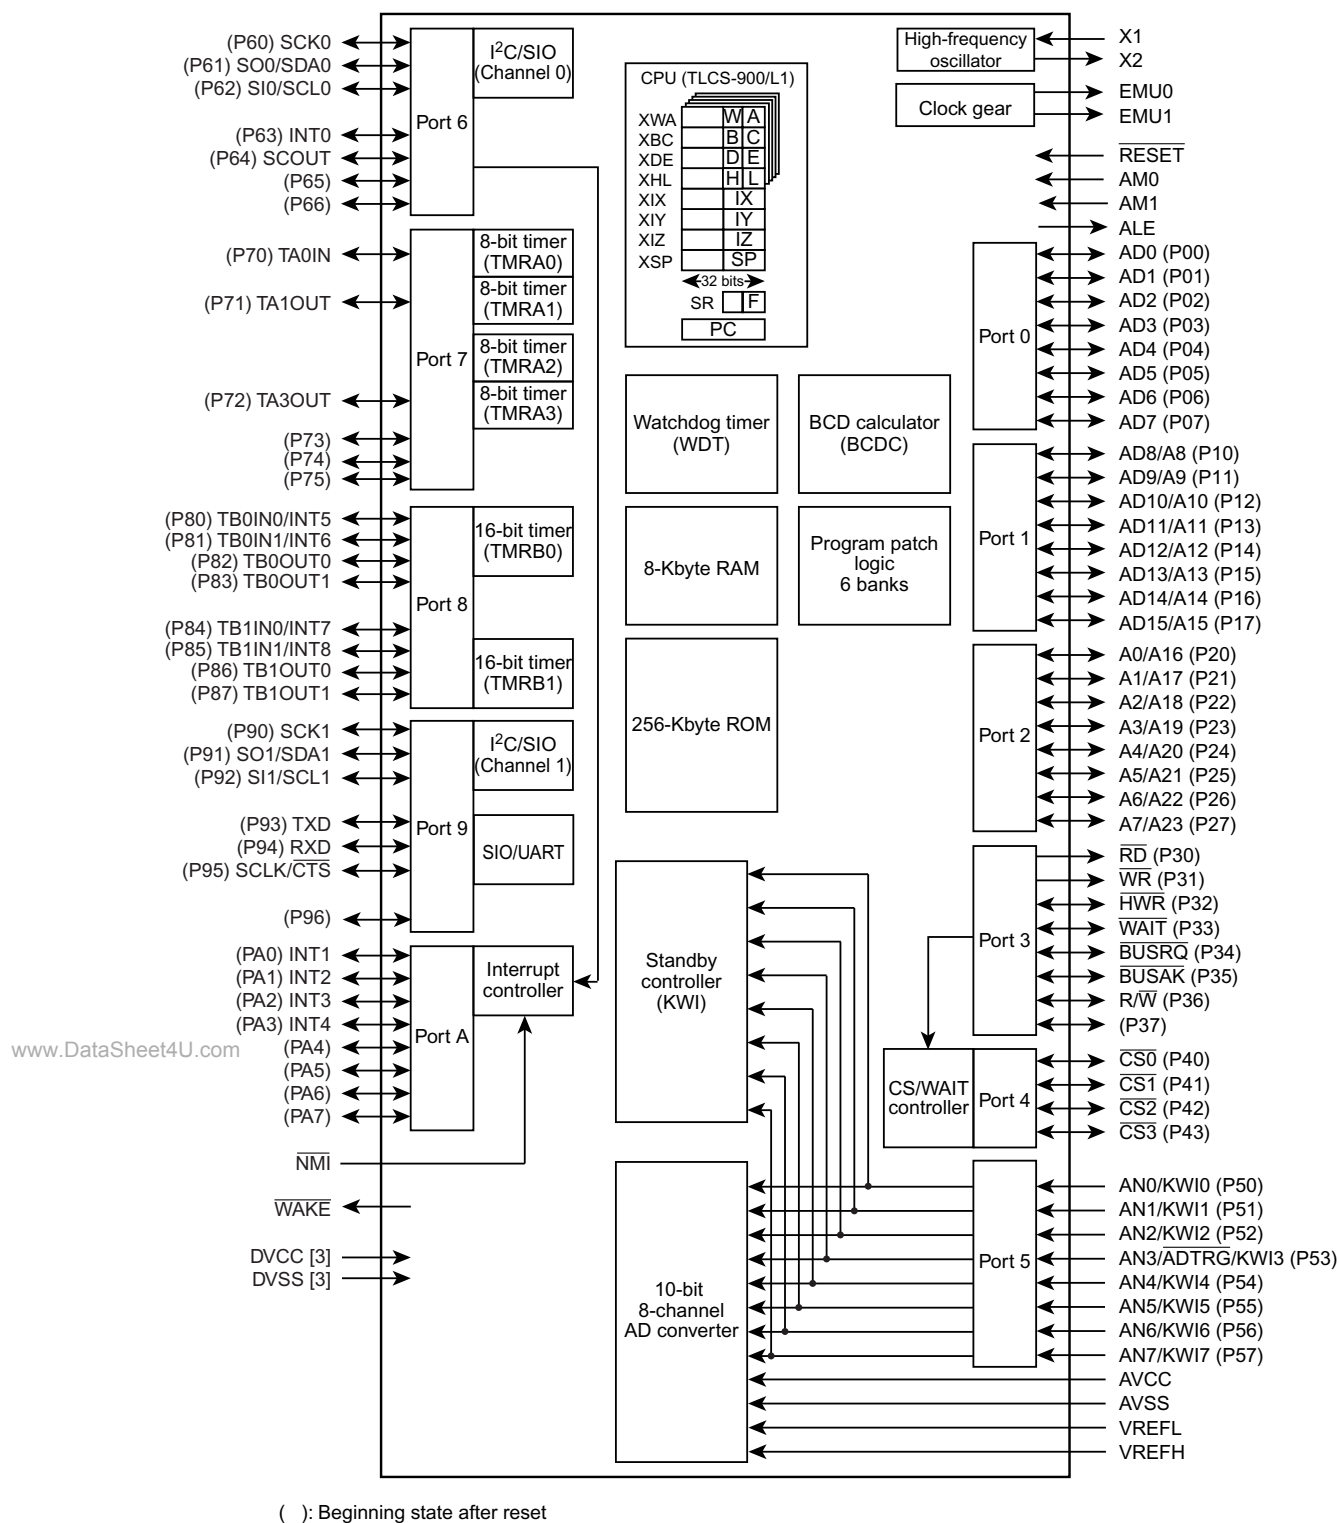 (P60) SCK0
(P61) SO0/SDA0
(P62) SI0/SCL0
(P63) INT0
(P64) SCOUT
(P65)
(P66)
Port 6
I²C/SIO
(Channel 0)
(P70) TA0IN
(P71) TA1OUT
(P72) TA3OUT
(P73)
(P74)
(P75)
Port 7
8-bit timer
(TMRA0)
8-bit timer
(TMRA1)
8-bit timer
(TMRA2)
8-bit timer
(TMRA3)
(P80) TB0IN0/INT5
(P81) TB0IN1/INT6
(P82) TB0OUT0
(P83) TB0OUT1
(P84) TB1IN0/INT7
(P85) TB1IN1/INT8
(P86) TB1OUT0
(P87) TB1OUT1
Port 8
16-bit timer
(TMRB0)
16-bit timer
(TMRB1)
(P90) SCK1
(P91) SO1/SDA1
(P92) SI1/SCL1
(P93) TXD
(P94) RXD
(P95) SCLK/CTS
(P96)
Port 9
I²C/SIO
(Channel 1)
SIO/UART
(PA0) INT1
(PA1) INT2
(PA2) INT3
(PA3) INT4
(PA4)
(PA5)
(PA6)
(PA7)
Port A
Interrupt
controller
www.DataSheet4U.com
NMI
WAKE
DVCC [3]
DVSS [3]
CPU (TLCS-900/L1)
XWA W A
XBC B C
XDE D E
XHL H L
XIX IX
XIY IY
XIZ IZ
XSP SP
32 bits
SR F
PC
Watchdog timer
(WDT)
BCD calculator
(BCDC)
8-Kbyte RAM
Program patch
logic
6 banks
256-Kbyte ROM
Standby
controller
(KWI)
10-bit
8-channel
AD converter
High-frequency
oscillator
Clock gear
X1
X2
EMU0
EMU1
RESET
AM0
AM1
ALE
Port 0
AD0 (P00)
AD1 (P01)
AD2 (P02)
AD3 (P03)
AD4 (P04)
AD5 (P05)
AD6 (P06)
AD7 (P07)
Port 1
AD8/A8 (P10)
AD9/A9 (P11)
AD10/A10 (P12)
AD11/A11 (P13)
AD12/A12 (P14)
AD13/A13 (P15)
AD14/A14 (P16)
AD15/A15 (P17)
Port 2
A0/A16 (P20)
A1/A17 (P21)
A2/A18 (P22)
A3/A19 (P23)
A4/A20 (P24)
A5/A21 (P25)
A6/A22 (P26)
A7/A23 (P27)
Port 3
RD (P30)
WR (P31)
HWR (P32)
WAIT (P33)
BUSRQ (P34)
BUSAK (P35)
R/W (P36)
(P37)
CS/WAIT
controller
Port 4
CS0 (P40)
CS1 (P41)
CS2 (P42)
CS3 (P43)
Port 5
AN0/KWI0 (P50)
AN1/KWI1 (P51)
AN2/KWI2 (P52)
AN3/ADTRG/KWI3 (P53)
AN4/KWI4 (P54)
AN5/KWI5 (P55)
AN6/KWI6 (P56)
AN7/KWI7 (P57)
AVCC
AVSS
VREFL
VREFH
( ): Beginning state after reset